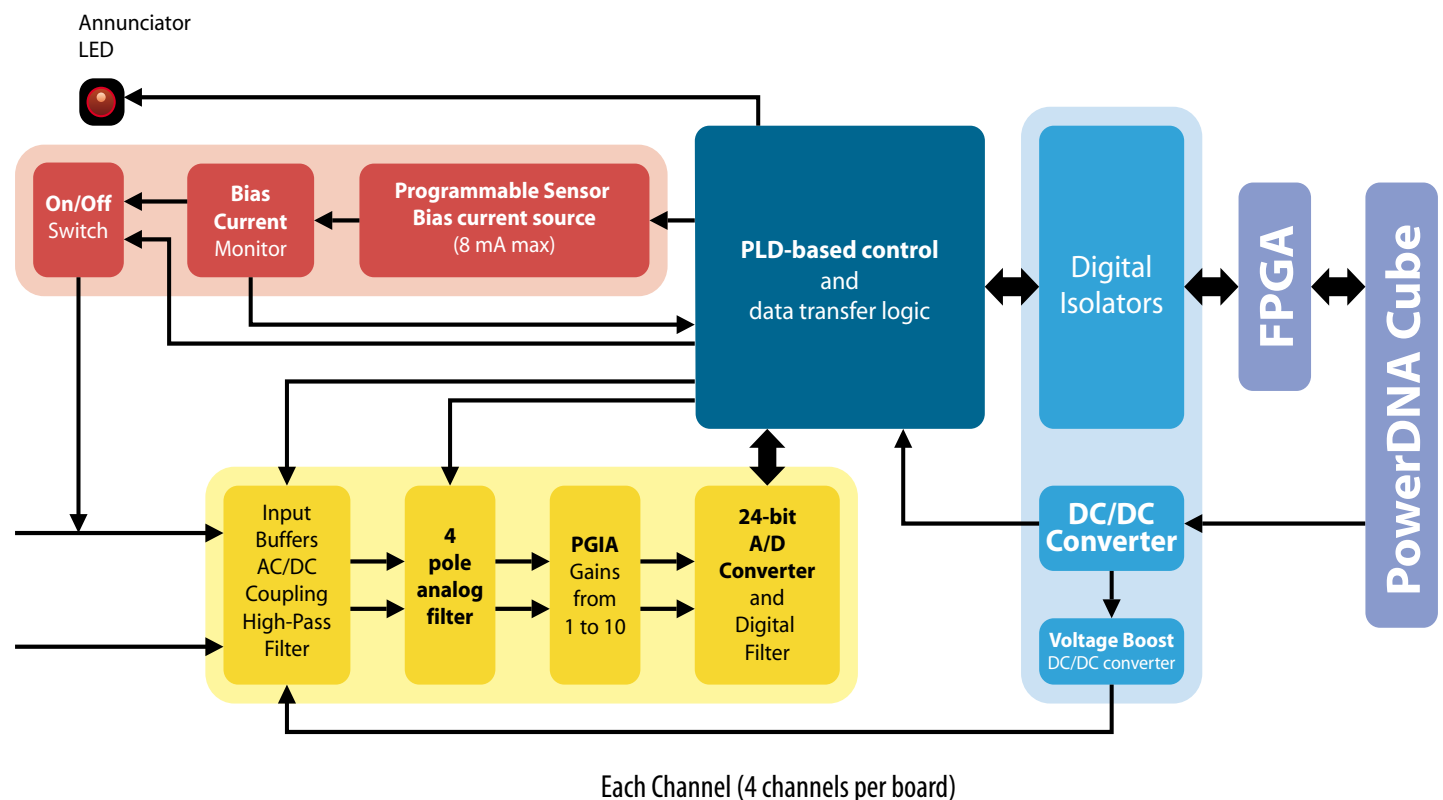 Annunciator
LED
On/Off
Switch
Bias
Current
Monitor
Programmable Sensor
Bias current source
(8 mA max)
PLD-based control
and
data transfer logic
Digital
Isolators
FPGA
PowerDNA Cube
Input
Buffers
AC/DC
Coupling
High-Pass
Filter
4
pole
analog
filter
PGIA
Gains
from
1 to 10
24-bit
A/D
Converter
and
Digital
Filter
DC/DC
Converter
Voltage Boost
DC/DC converter
Each Channel (4 channels per board)